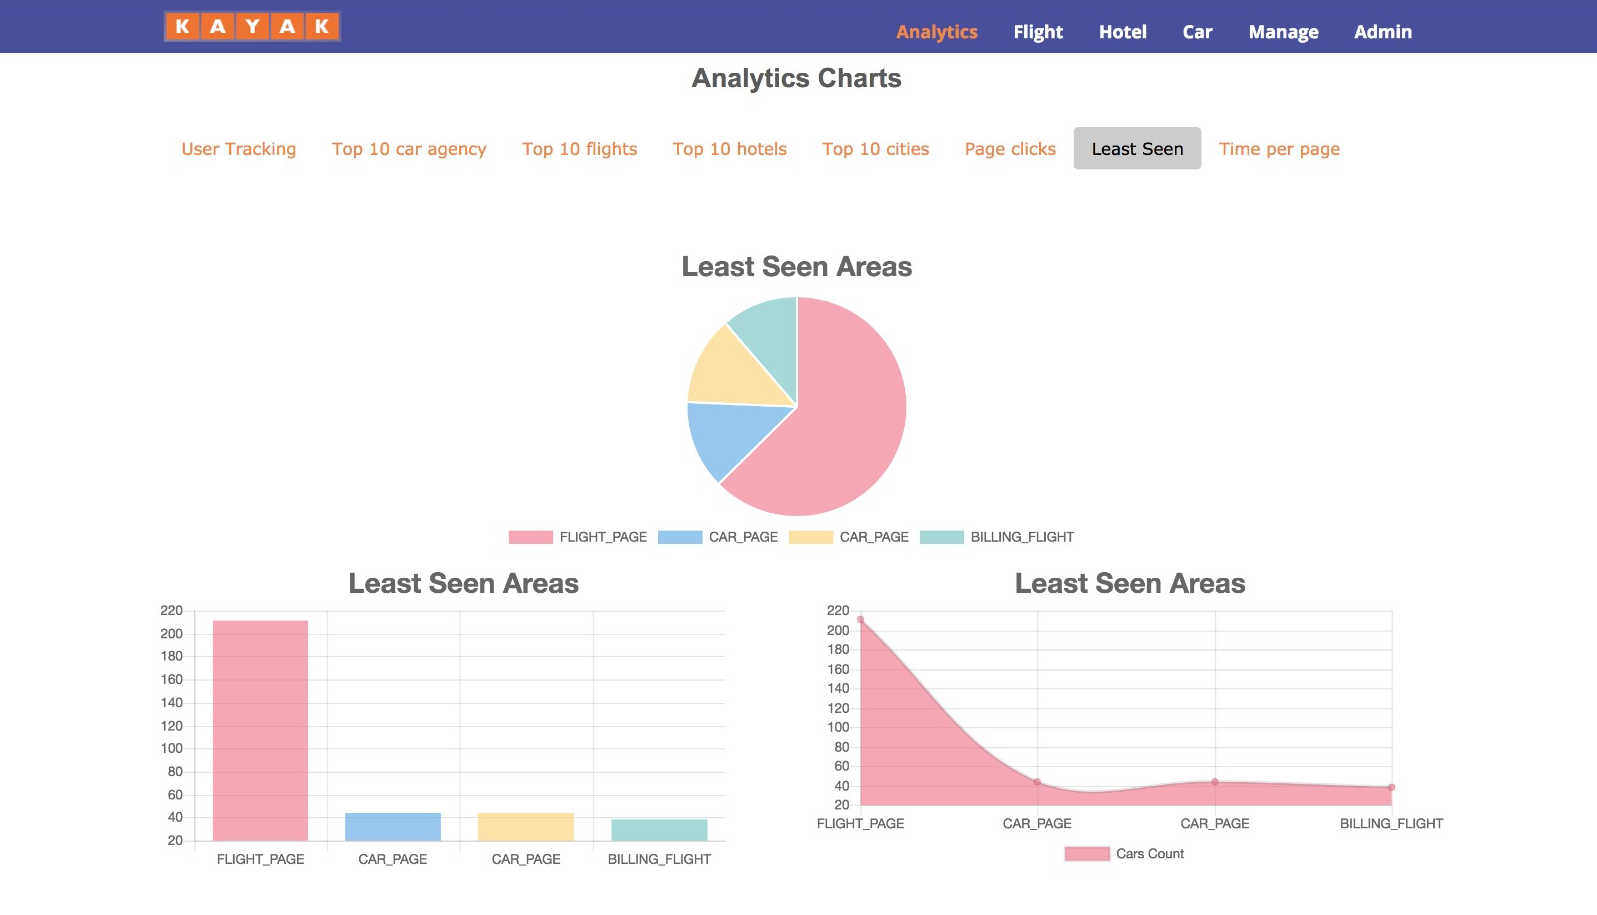 KAYAK
Analytics Flight Hotel Car Manage Admin
Analytics Charts
User Tracking Top 10 car agency Top 10 flights Top 10 hotels Top 10 cities Page clicks Least Seen Time per page
Least Seen Areas
FLIGHT_PAGE CAR_PAGE CAR_PAGE BILLING_FLIGHT
Least Seen Areas
220
200
180
160
140
120
100
80
60
40
20
FLIGHT_PAGE CAR_PAGE CAR_PAGE BILLING_FLIGHT
Least Seen Areas
220
200
180
160
140
120
100
80
60
40
20
FLIGHT_PAGE CAR_PAGE CAR_PAGE BILLING_FLIGHT
Cars Count